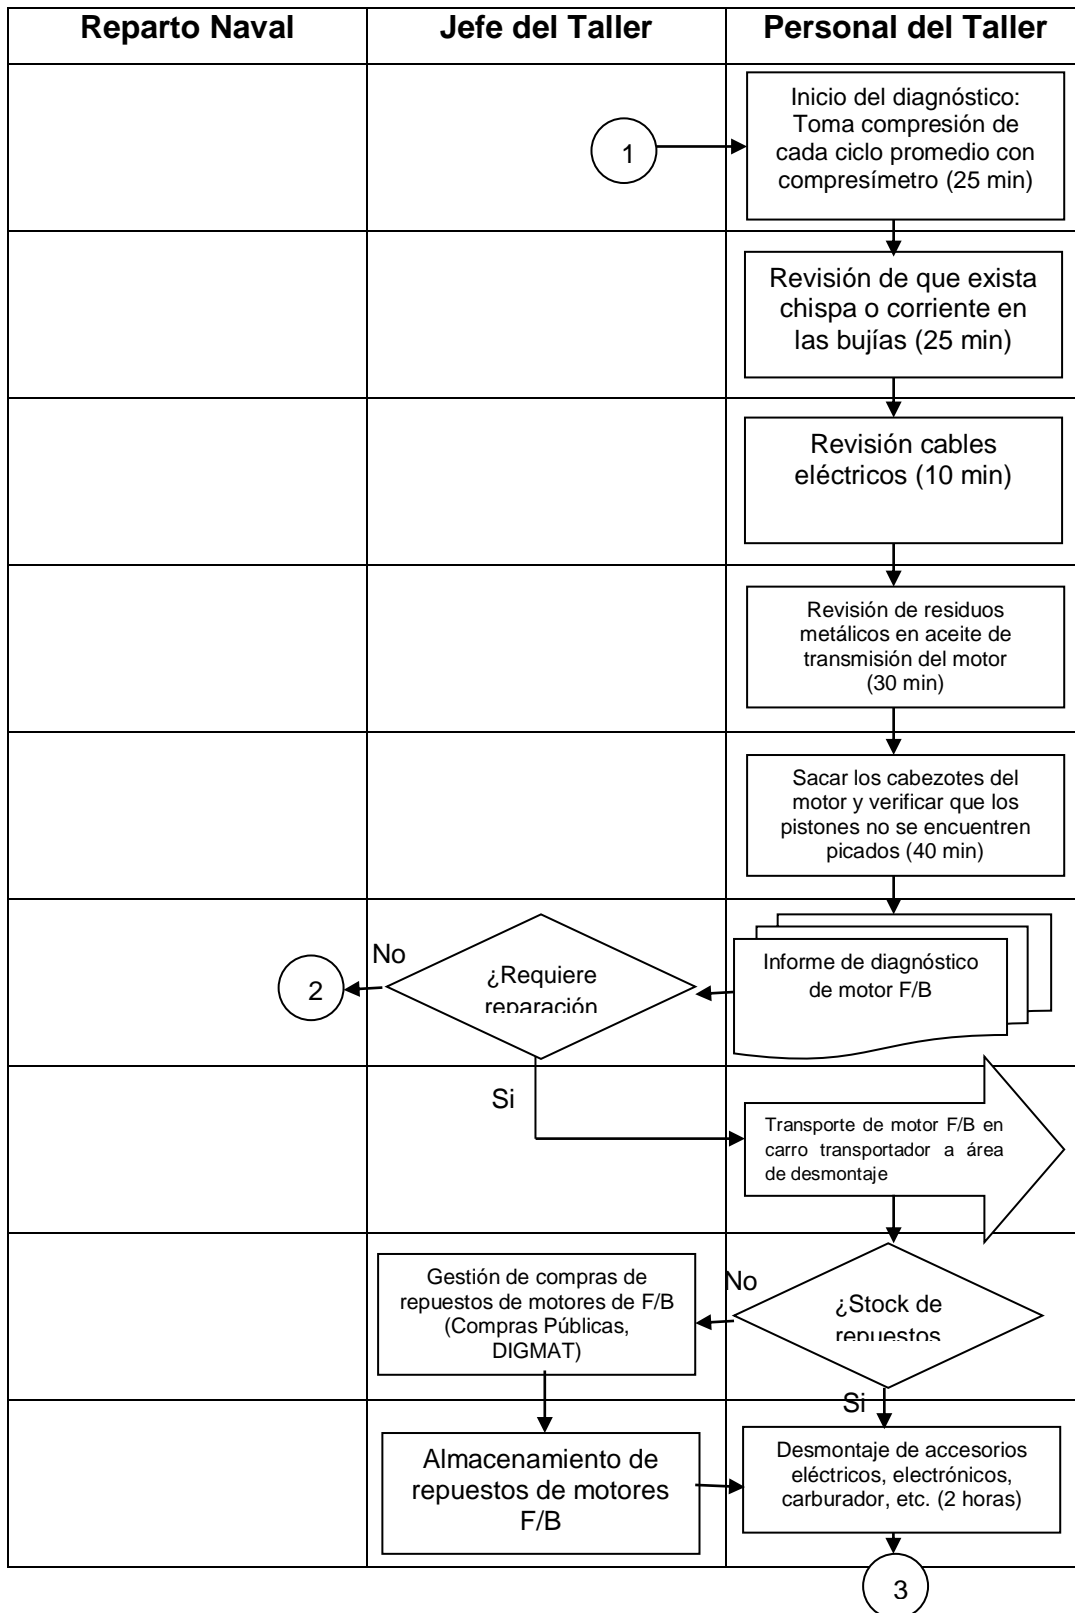 Reparto Naval
Jefe del Taller
Personal del Taller
1
Inicio del diagnóstico:
Toma compresión de
cada ciclo promedio con
compresímetro (25 min)
Revisión de que exista
chispa o corriente en
las bujías (25 min)
Revisión cables
eléctricos (10 min)
Revisión de residuos
metálicos en aceite de
transmisión del motor
(30 min)
Sacar los cabezotes del
motor y verificar que los
pistones no se encuentren
picados (40 min)
2
No
¿Requiere
reparación
Informe de diagnóstico
de motor F/B
Si
Transporte de motor F/B en
carro transportador a área
de desmontaje
Gestión de compras de
repuestos de motores de F/B
(Compras Públicas,
DIGMAT)
No
¿Stock de
repuestos
Si
Almacenamiento de
repuestos de motores
F/B
Desmontaje de accesorios
eléctricos, electrónicos,
carburador, etc. (2 horas)
3